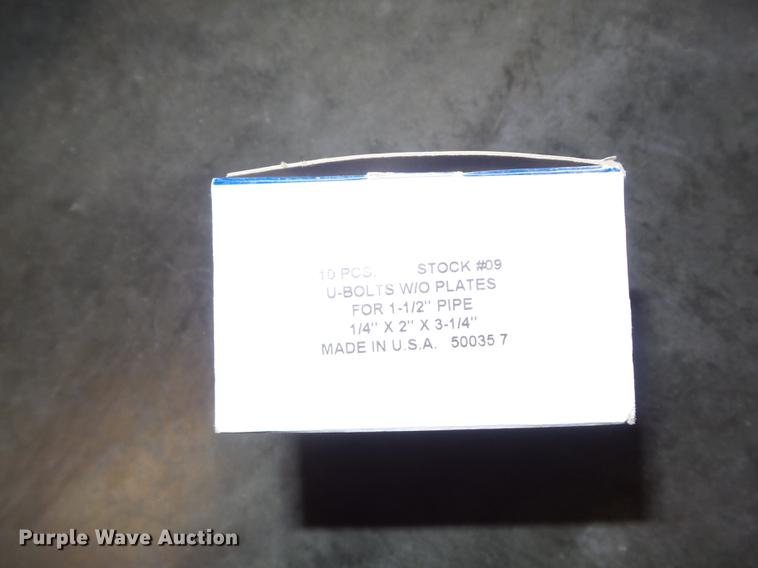 10 PCS. STOCK #09
U-BOLTS W/O PLATES
FOR 1-1/2" PIPE
1/4" X 2" X 3-1/4"
MADE IN U.S.A. 50035 7
Purple Wave Auction